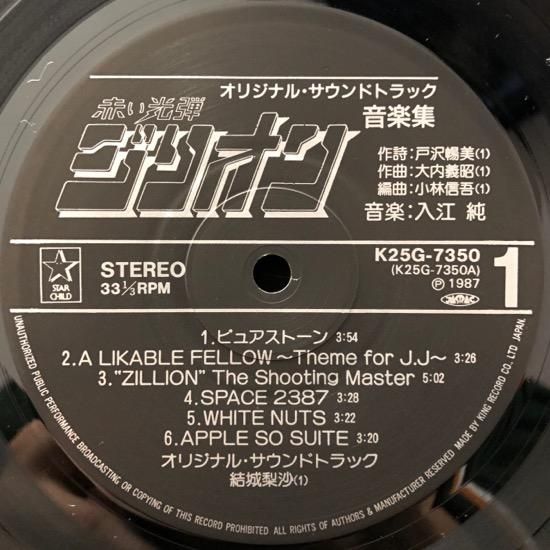 オリジナル・サウンドトラック
赤い光弾
ジリオン
音楽集
作詩:戸沢暢美(1)
作曲:大内義昭(1)
編曲:小林信吾(1)
音楽:入江 純
STAR
CHILD
STEREO
33 1/3 RPM
K25G-7350
(K25G-7350A)
Ⓟ 1987
1
1.ピュアストーン 3:54
2.A LIKABLE FELLOW〜Theme for J.J〜 3:26
3."ZILLION" The Shooting Master 5:02
4.SPACE 2387 3:28
5.WHITE NUTS 3:22
6.APPLE SO SUITE 3:20
オリジナル・サウンドトラック
結城梨沙(1)
UNAUTHORIZED PUBLIC PERFORMANCE BROADCASTING OR COPYING OF THIS RECORD PROHIBITED ALL RIGHTS OF AUTHORS & MANUFACTURER RESERVED MADE BY KING RECORD CO., LTD JAPAN.